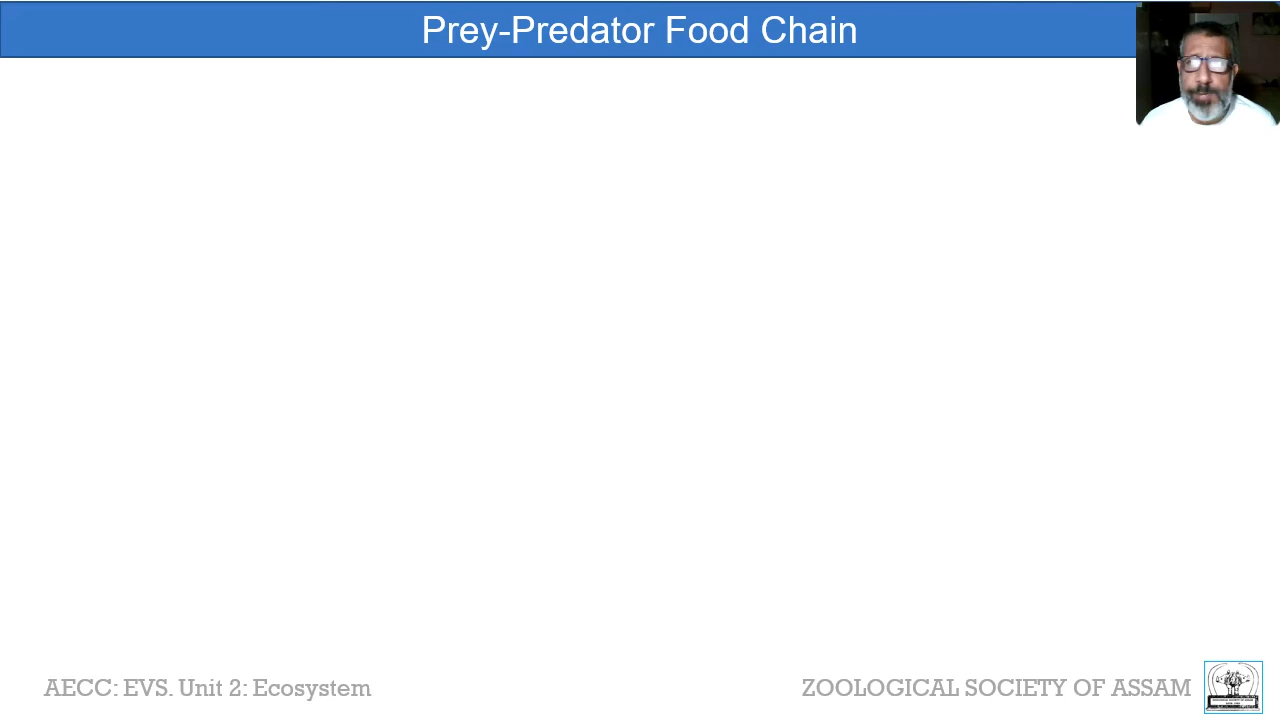 Prey-Predator Food Chain
AECC: EVS. Unit 2: Ecosystem
ZOOLOGICAL SOCIETY OF ASSAM